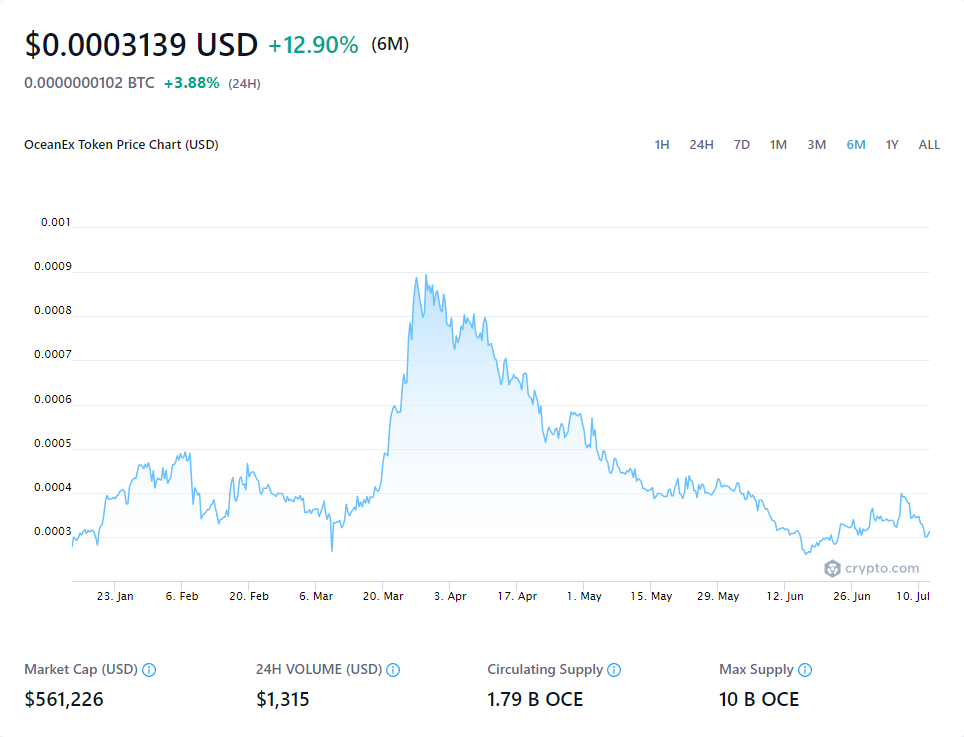 $0.0003139 USD +12.90% (6M)
0.0000000102 BTC +3.88% (24H)
OceanEx Token Price Chart (USD) 1H 24H 7D 1M 3M 6M 1Y ALL
0.001
0.0009
0.0008
0.0007
0.0006
0.0005
0.0004
0.0003
crypto.com
23. Jan 6. Feb 20. Feb 6. Mar 20. Mar 3. Apr 17. Apr 1. May 15. May 29. May 12. Jun 26. Jun 10. Jul
Market Cap (USD) 24H VOLUME (USD) Circulating Supply Max Supply
$561,226 $1,315 1.79 B OCE 10 B OCE